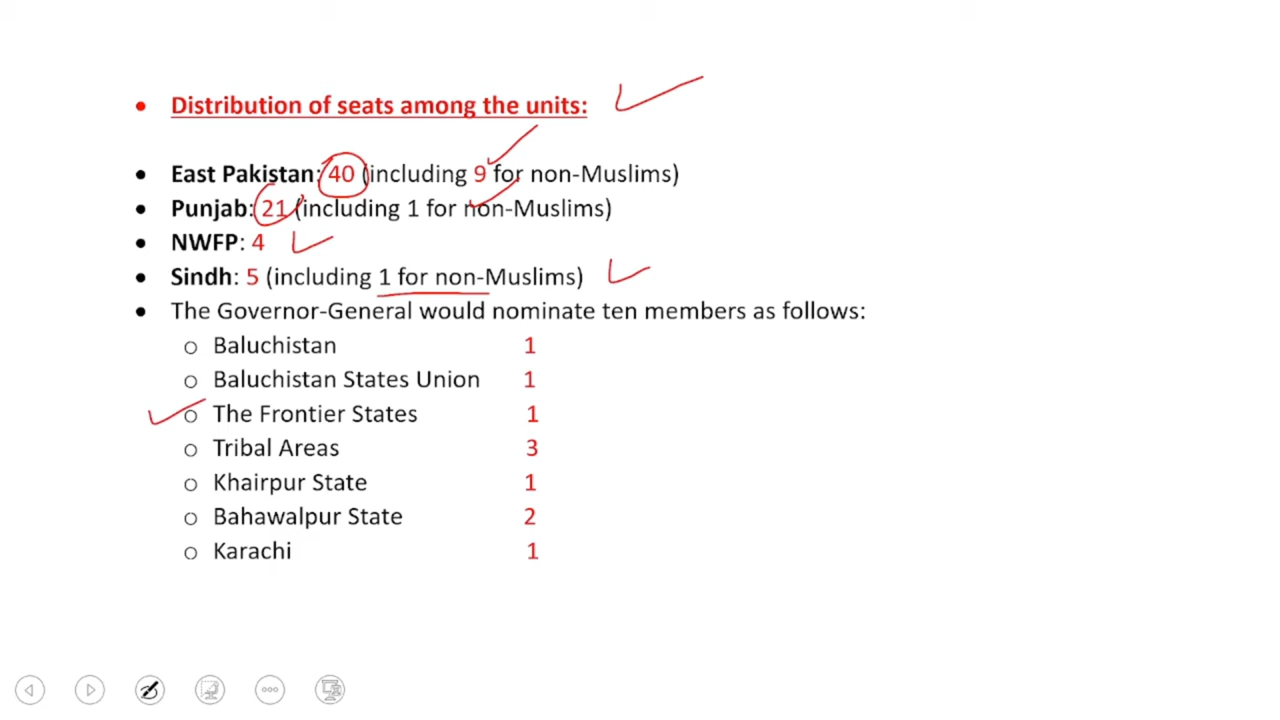 • Distribution of seats among the units:
• East Pakistan: 40 (including 9 for non-Muslims)
• Punjab: 21 (including 1 for non-Muslims)
• NWFP: 4
• Sindh: 5 (including 1 for non-Muslims)
• The Governor-General would nominate ten members as follows:
o Baluchistan 1
o Baluchistan States Union 1
o The Frontier States 1
o Tribal Areas 3
o Khairpur State 1
o Bahawalpur State 2
o Karachi 1